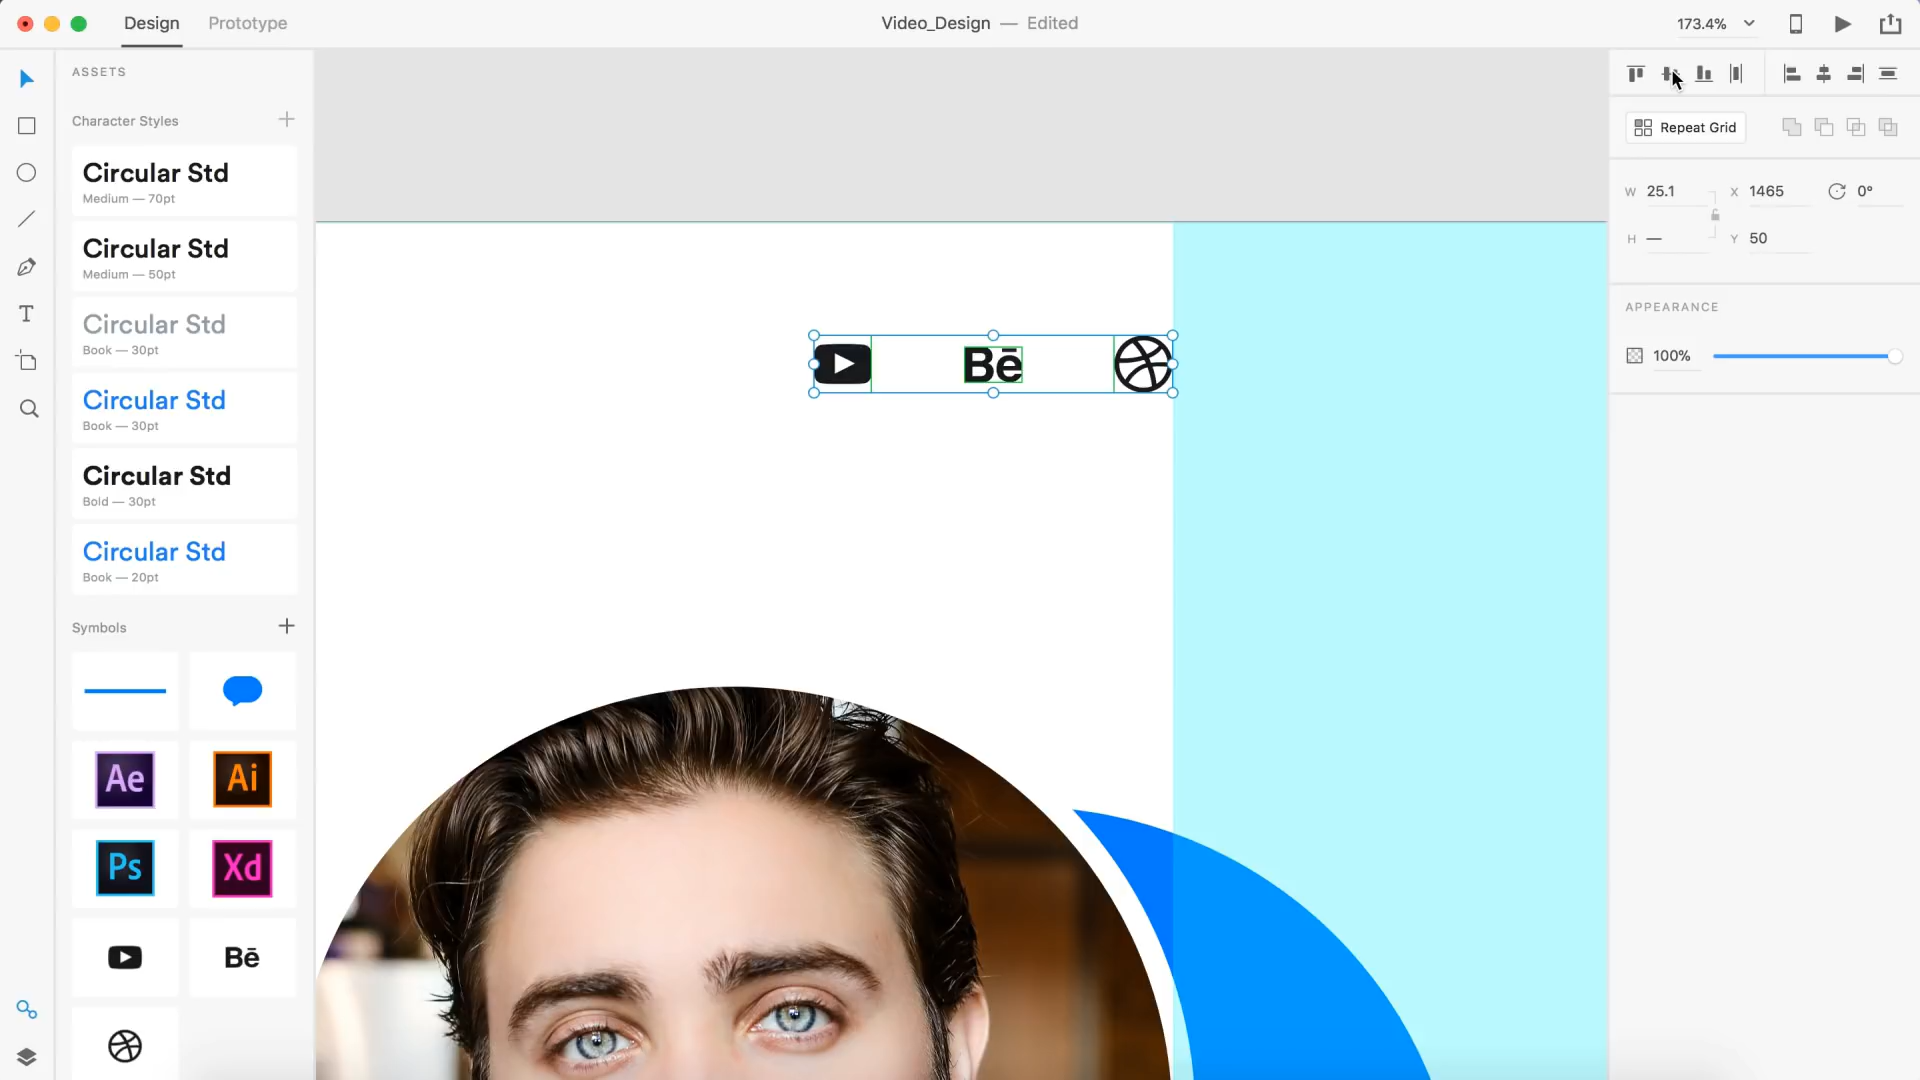 Design
Prototype
Video_Design — Edited
173.4%
ASSETS
Character Styles
Circular Std
Medium — 70pt
Circular Std
Medium — 50pt
Circular Std
Book — 30pt
Circular Std
Book — 30pt
Circular Std
Bold — 30pt
Circular Std
Book — 20pt
Symbols
Ae
Ai
Ps
Xd
Bē
Bē
Repeat Grid
W 25.1
X 1465
0°
H —
Y 50
APPEARANCE
100%